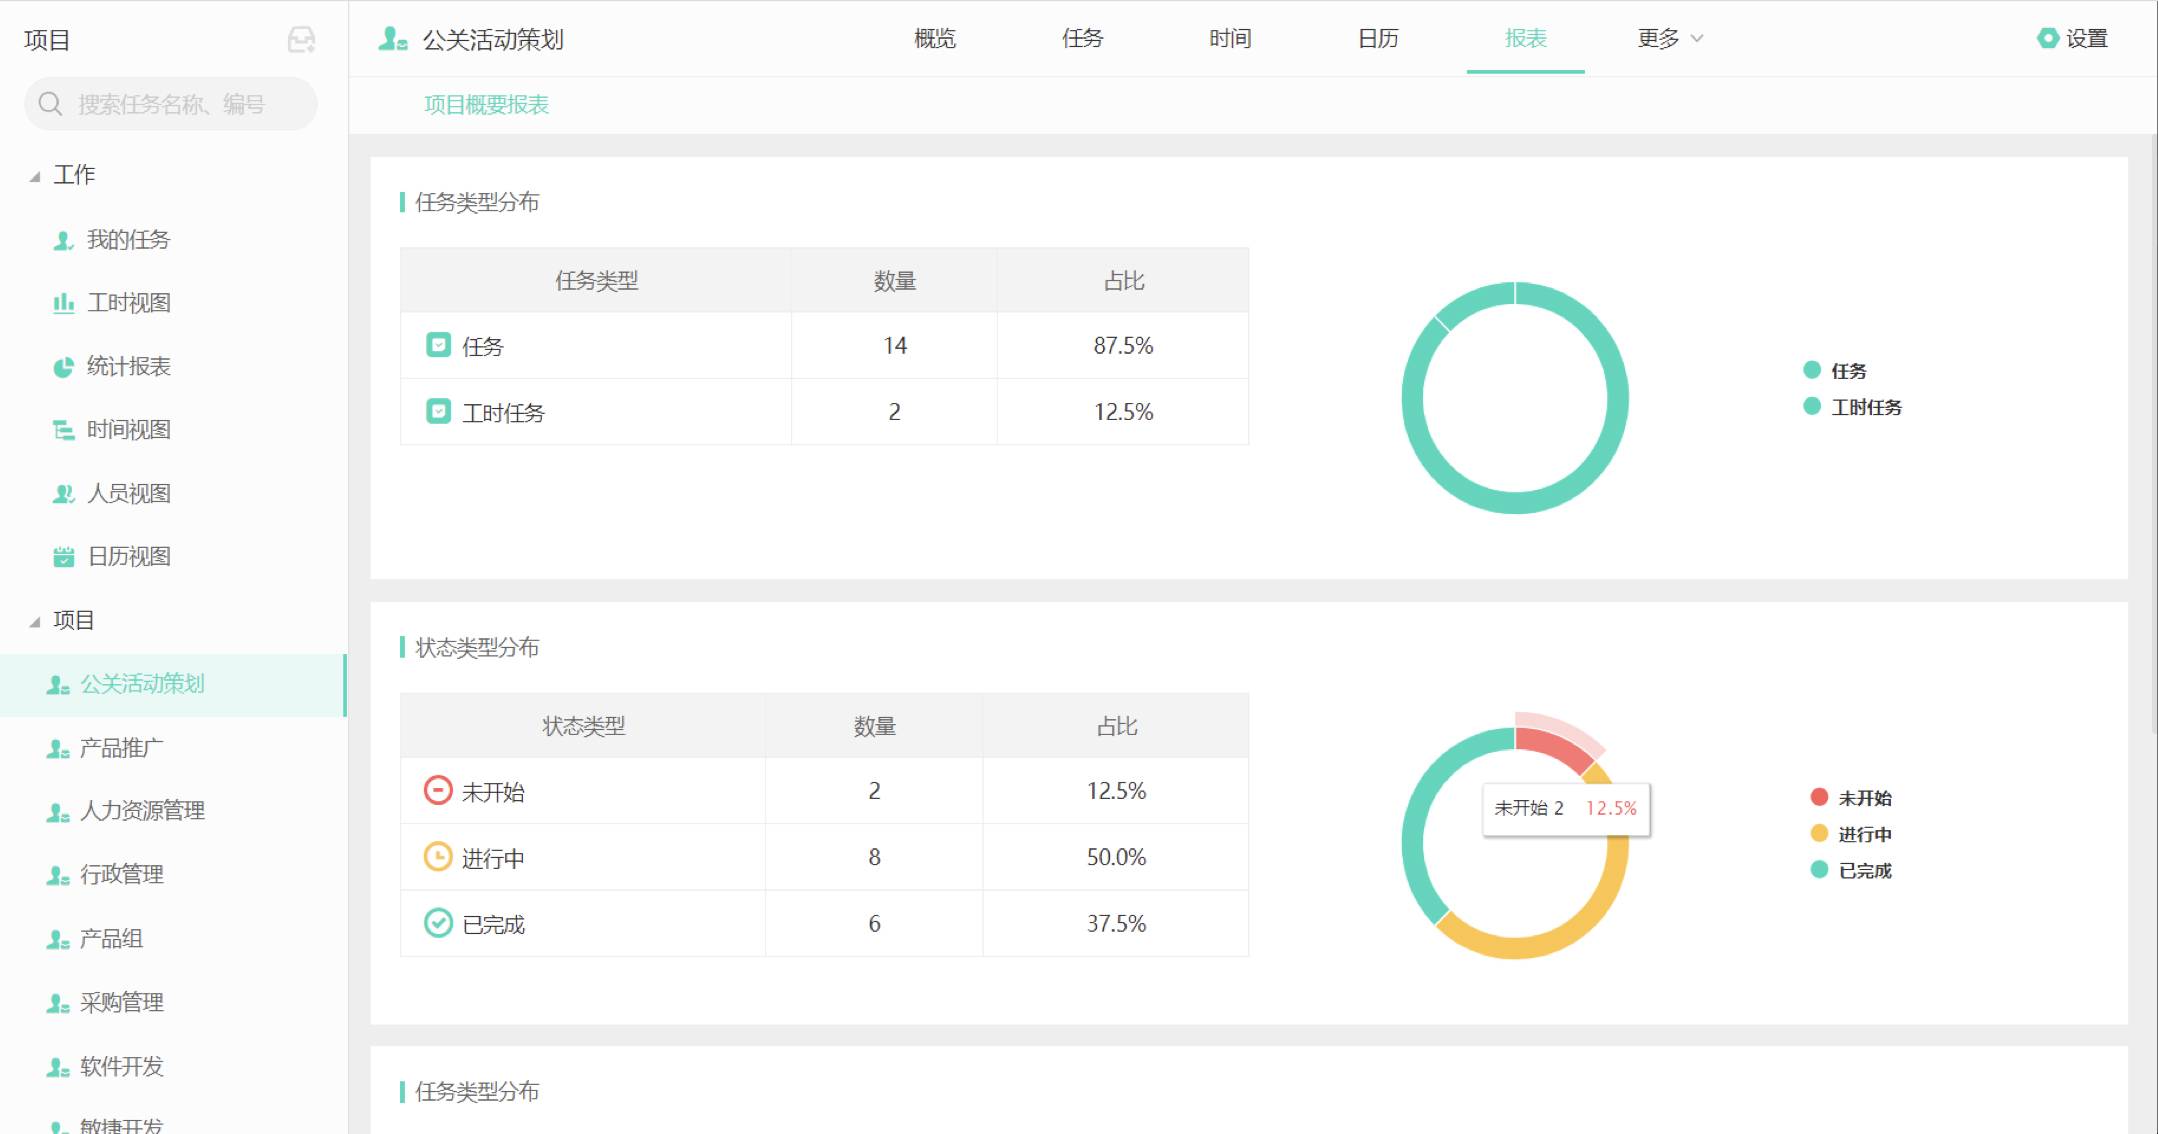 项目
搜索任务名称、编号
工作
我的任务
工时视图
统计报表
时间视图
人员视图
日历视图
项目
公关活动策划
产品推广
人力资源管理
行政管理
产品组
采购管理
软件开发
敏捷开发
公关活动策划
概览 任务 时间 日历 报表 更多 设置
项目概要报表
任务类型分布
任务类型 数量 占比
任务 14 87.5%
工时任务 2 12.5%
任务
工时任务
状态类型分布
状态类型 数量 占比
未开始 2 12.5%
进行中 8 50.0%
已完成 6 37.5%
未开始 2 12.5%
未开始
进行中
已完成
任务类型分布